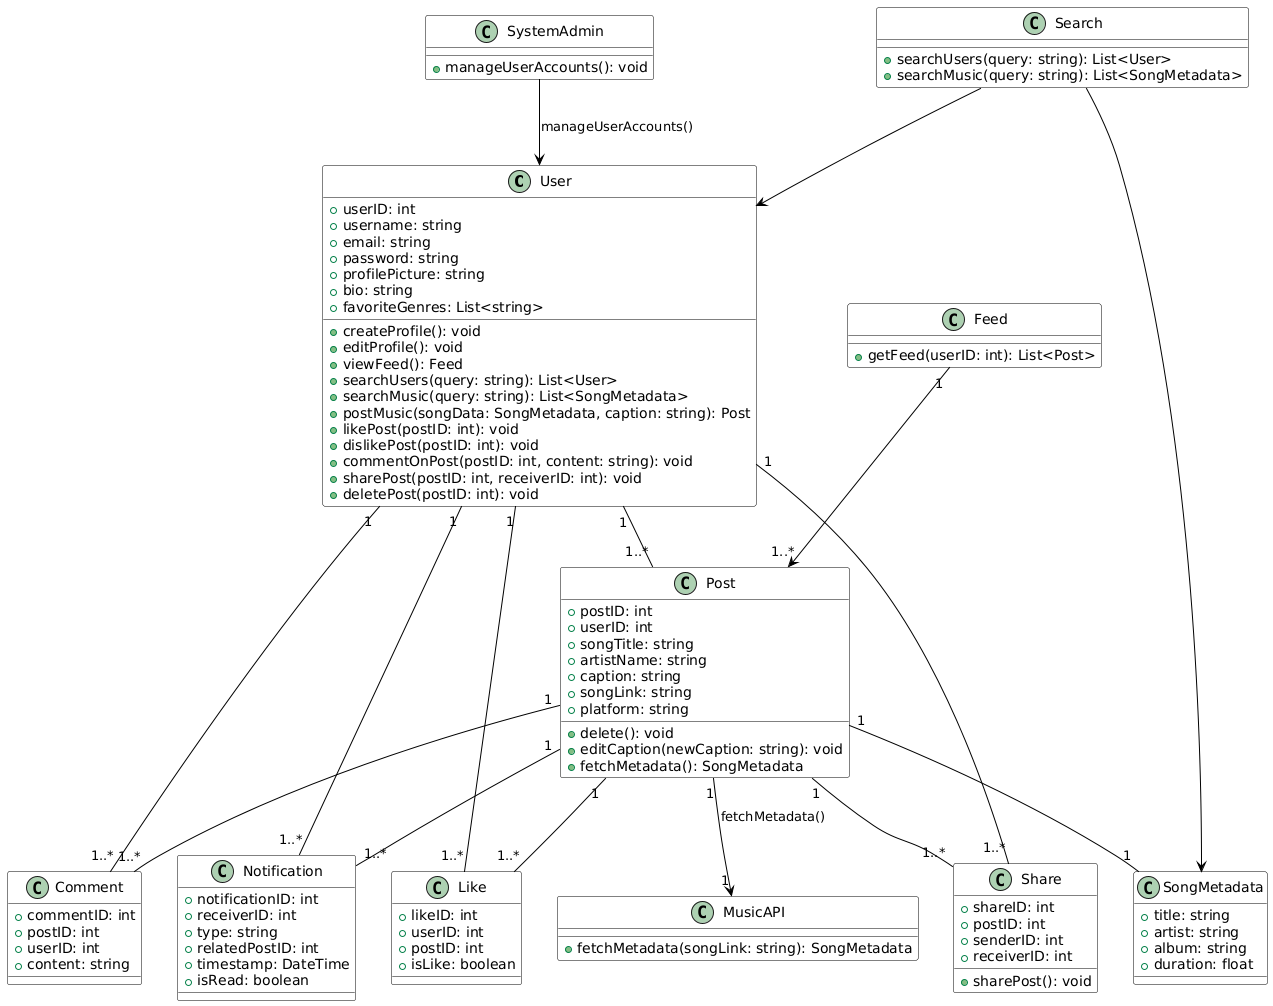 C SystemAdmin
manageUserAccounts(): void
C Search
searchUsers(query: string): List<User>
searchMusic(query: string): List<SongMetadata>
manageUserAccounts()
C User
userID: int
username: string
email: string
password: string
profilePicture: string
bio: string
favoriteGenres: List<string>
createProfile(): void
editProfile(): void
viewFeed(): Feed
searchUsers(query: string): List<User>
searchMusic(query: string): List<SongMetadata>
postMusic(songData: SongMetadata, caption: string): Post
likePost(postID: int): void
dislikePost(postID: int): void
commentOnPost(postID: int, content: string): void
sharePost(postID: int, receiverID: int): void
deletePost(postID: int): void
C Feed
getFeed(userID: int): List<Post>
1
1
1
1
1
1
1..*
1..*
C Post
postID: int
userID: int
songTitle: string
artistName: string
caption: string
songLink: string
platform: string
delete(): void
editCaption(newCaption: string): void
fetchMetadata(): SongMetadata
1
1
1
1
1
1
fetchMetadata()
1..*
1..*
1..*
1..*
1..*
1..*
1
1..*
1..*
1
C Comment
commentID: int
postID: int
userID: int
content: string
C Notification
notificationID: int
receiverID: int
type: string
relatedPostID: int
timestamp: DateTime
isRead: boolean
C Like
likeID: int
userID: int
postID: int
isLike: boolean
C MusicAPI
fetchMetadata(songLink: string): SongMetadata
C Share
shareID: int
postID: int
senderID: int
receiverID: int
sharePost(): void
C SongMetadata
title: string
artist: string
album: string
duration: float